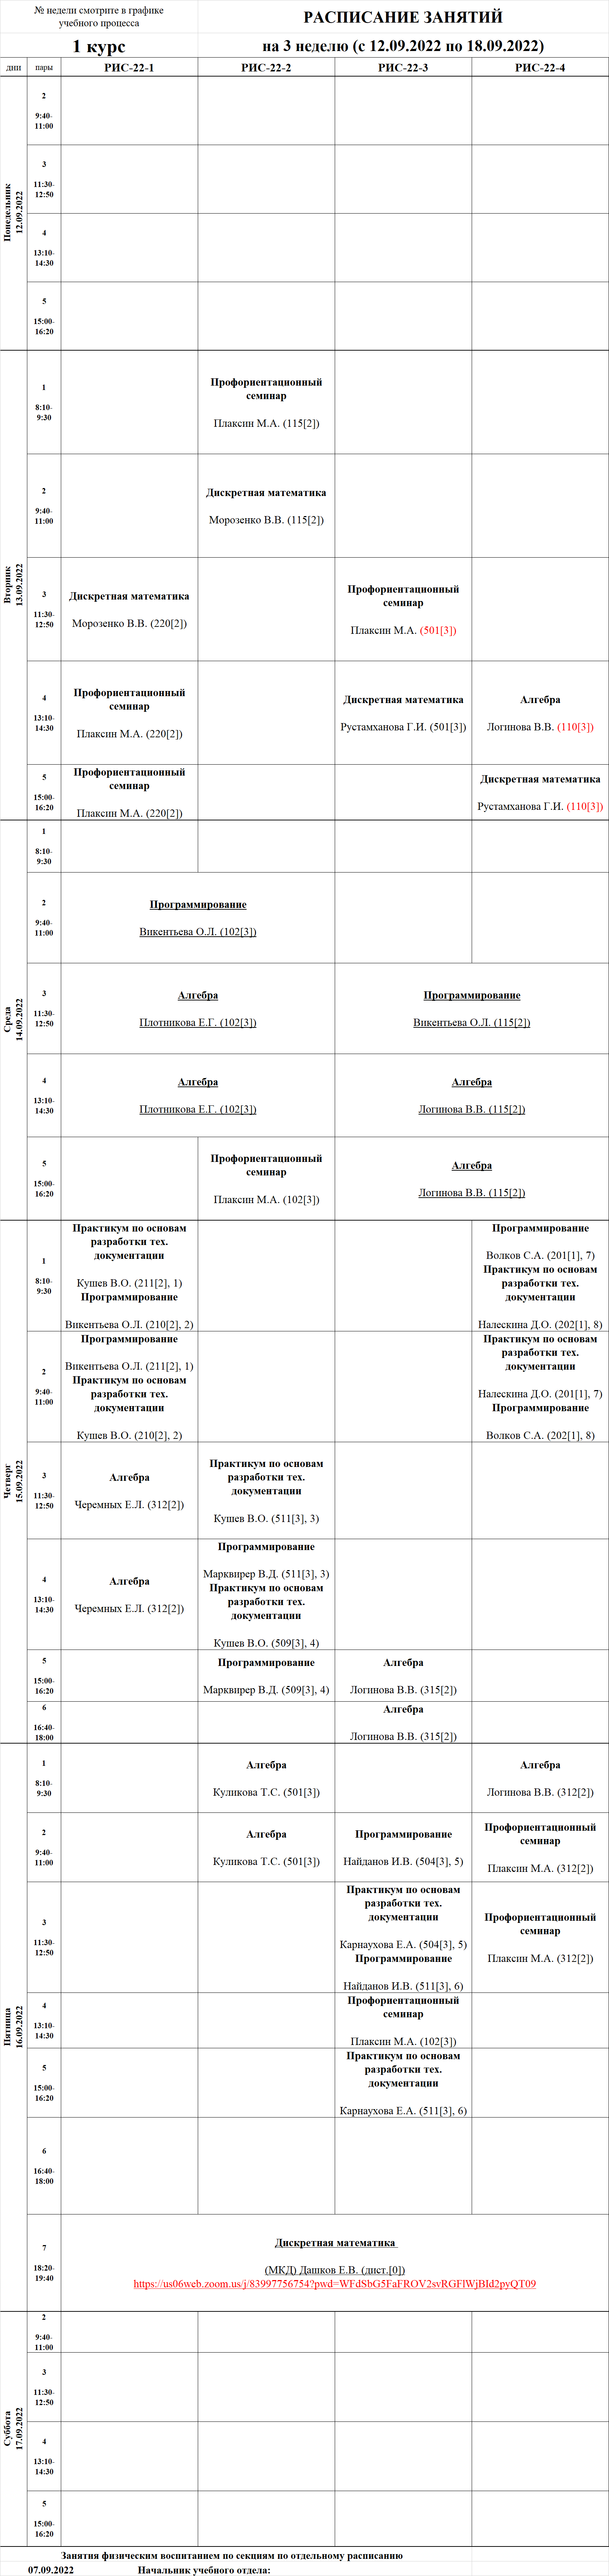 № недели смотрите в графике
учебного процесса
РАСПИСАНИЕ ЗАНЯТИЙ
1 курс
на 3 неделю (с 12.09.2022 по 18.09.2022)
дни
пары
РИС-22-1
РИС-22-2
РИС-22-3
РИС-22-4
Понедельник
12.09.2022
2
9:40-
11:00
3
11:30-
12:50
4
13:10-
14:30
5
15:00-
16:20
Вторник
13.09.2022
1
8:10-
9:30
Профориентационный
семинар
Плаксин М.А. (115[2])
2
9:40-
11:00
Дискретная математика
Морозенко В.В. (115[2])
3
11:30-
12:50
Дискретная математика
Морозенко В.В. (220[2])
Профориентационный
семинар
Плаксин М.А. (501[3])
4
13:10-
14:30
Профориентационный
семинар
Плаксин М.А. (220[2])
Дискретная математика
Рустамханова Г.И. (501[3])
Алгебра
Логинова В.В. (110[3])
5
15:00-
16:20
Профориентационный
семинар
Плаксин М.А. (220[2])
Дискретная математика
Рустамханова Г.И. (110[3])
Среда
14.09.2022
1
8:10-
9:30
2
9:40-
11:00
Программирование
Викентьева О.Л. (102[3])
3
11:30-
12:50
Алгебра
Плотникова Е.Г. (102[3])
Программирование
Викентьева О.Л. (115[2])
4
13:10-
14:30
Алгебра
Плотникова Е.Г. (102[3])
Алгебра
Логинова В.В. (115[2])
5
15:00-
16:20
Профориентационный
семинар
Плаксин М.А. (102[3])
Алгебра
Логинова В.В. (115[2])
Четверг
15.09.2022
1
8:10-
9:30
Практикум по основам
разработки тех.
документации
Кушев В.О. (211[2], 1)
Программирование
Викентьева О.Л. (210[2], 2)
Программирование
Волков С.А. (201[1], 7)
Практикум по основам
разработки тех.
документации
Налескина Д.О. (202[1], 8)
2
9:40-
11:00
Программирование
Викентьева О.Л. (211[2], 1)
Практикум по основам
разработки тех.
документации
Кушев В.О. (210[2], 2)
Практикум по основам
разработки тех.
документации
Налескина Д.О. (201[1], 7)
Программирование
Волков С.А. (202[1], 8)
3
11:30-
12:50
Алгебра
Черемных Е.Л. (312[2])
Практикум по основам
разработки тех.
документации
Кушев В.О. (511[3], 3)
4
13:10-
14:30
Алгебра
Черемных Е.Л. (312[2])
Программирование
Марквирер В.Д. (511[3], 3)
Практикум по основам
разработки тех.
документации
Кушев В.О. (509[3], 4)
5
15:00-
16:20
Программирование
Марквирер В.Д. (509[3], 4)
Алгебра
Логинова В.В. (315[2])
6
16:40-
18:00
Алгебра
Логинова В.В. (315[2])
Пятница
16.09.2022
1
8:10-
9:30
Алгебра
Куликова Т.С. (501[3])
Алгебра
Логинова В.В. (312[2])
2
9:40-
11:00
Алгебра
Куликова Т.С. (501[3])
Программирование
Найданов И.В. (504[3], 5)
Профориентационный
семинар
Плаксин М.А. (312[2])
3
11:30-
12:50
Практикум по основам
разработки тех.
документации
Карнаухова Е.А. (504[3], 5)
Программирование
Найданов И.В. (511[3], 6)
Профориентационный
семинар
Плаксин М.А. (312[2])
4
13:10-
14:30
Профориентационный
семинар
Плаксин М.А. (102[3])
5
15:00-
16:20
Практикум по основам
разработки тех.
документации
Карнаухова Е.А. (511[3], 6)
6
16:40-
18:00
7
18:20-
19:40
Дискретная математика
(МКД) Дашков Е.В. (дист.[0])
https://us06web.zoom.us/j/83997756754?pwd=WFdSbG5FaFROV2svRGFlWjBId2pyQT09
Суббота
17.09.2022
2
9:40-
11:00
3
11:30-
12:50
4
13:10-
14:30
5
15:00-
16:20
Занятия физическим воспитанием по секциям по отдельному расписанию
07.09.2022
Начальник учебного отдела: